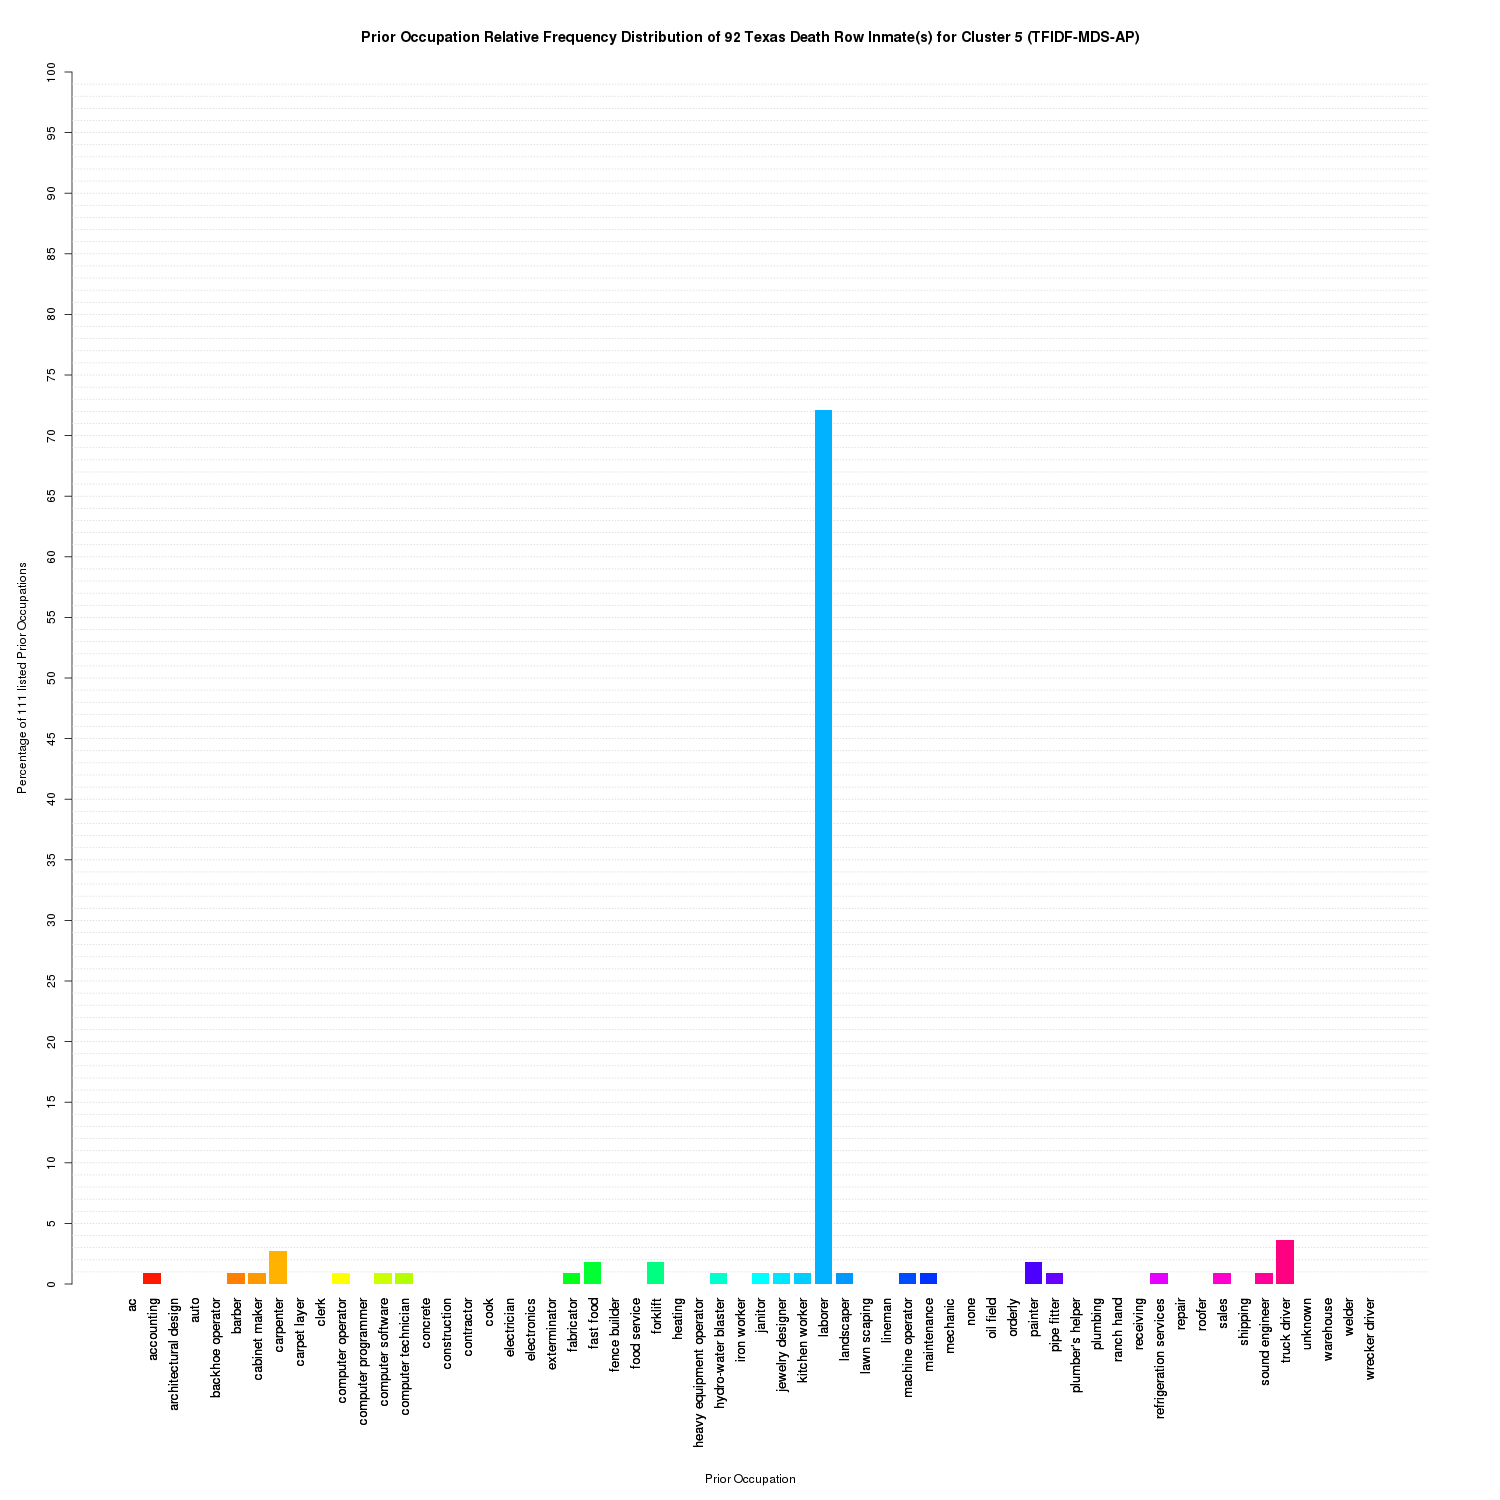 Prior Occupation Relative Frequency Distribution of 92 Texas Death Row Inmate(s) for Cluster 5 (TFIDF-MDS-AP)
Percentage of 111 listed Prior Occupations
100
95
90
85
80
75
70
65
60
55
50
45
40
35
30
25
20
15
10
5
0
ac
accounting
architectural design
auto
backhoe operator
barber
cabinet maker
carpenter
carpet layer
clerk
computer operator
computer programmer
computer software
computer technician
concrete
construction
contractor
cook
electrician
electronics
exterminator
fabricator
fast food
fence builder
food service
forklift
heating
heavy equipment operator
hydro-water blaster
iron worker
janitor
jewelry designer
kitchen worker
laborer
landscaper
lawn scaping
lineman
machine operator
maintenance
mechanic
none
oil field
orderly
painter
pipe fitter
plumber's helper
plumbing
ranch hand
receiving
refrigeration services
repair
roofer
sales
shipping
sound engineer
truck driver
unknown
warehouse
welder
wrecker driver
Prior Occupation